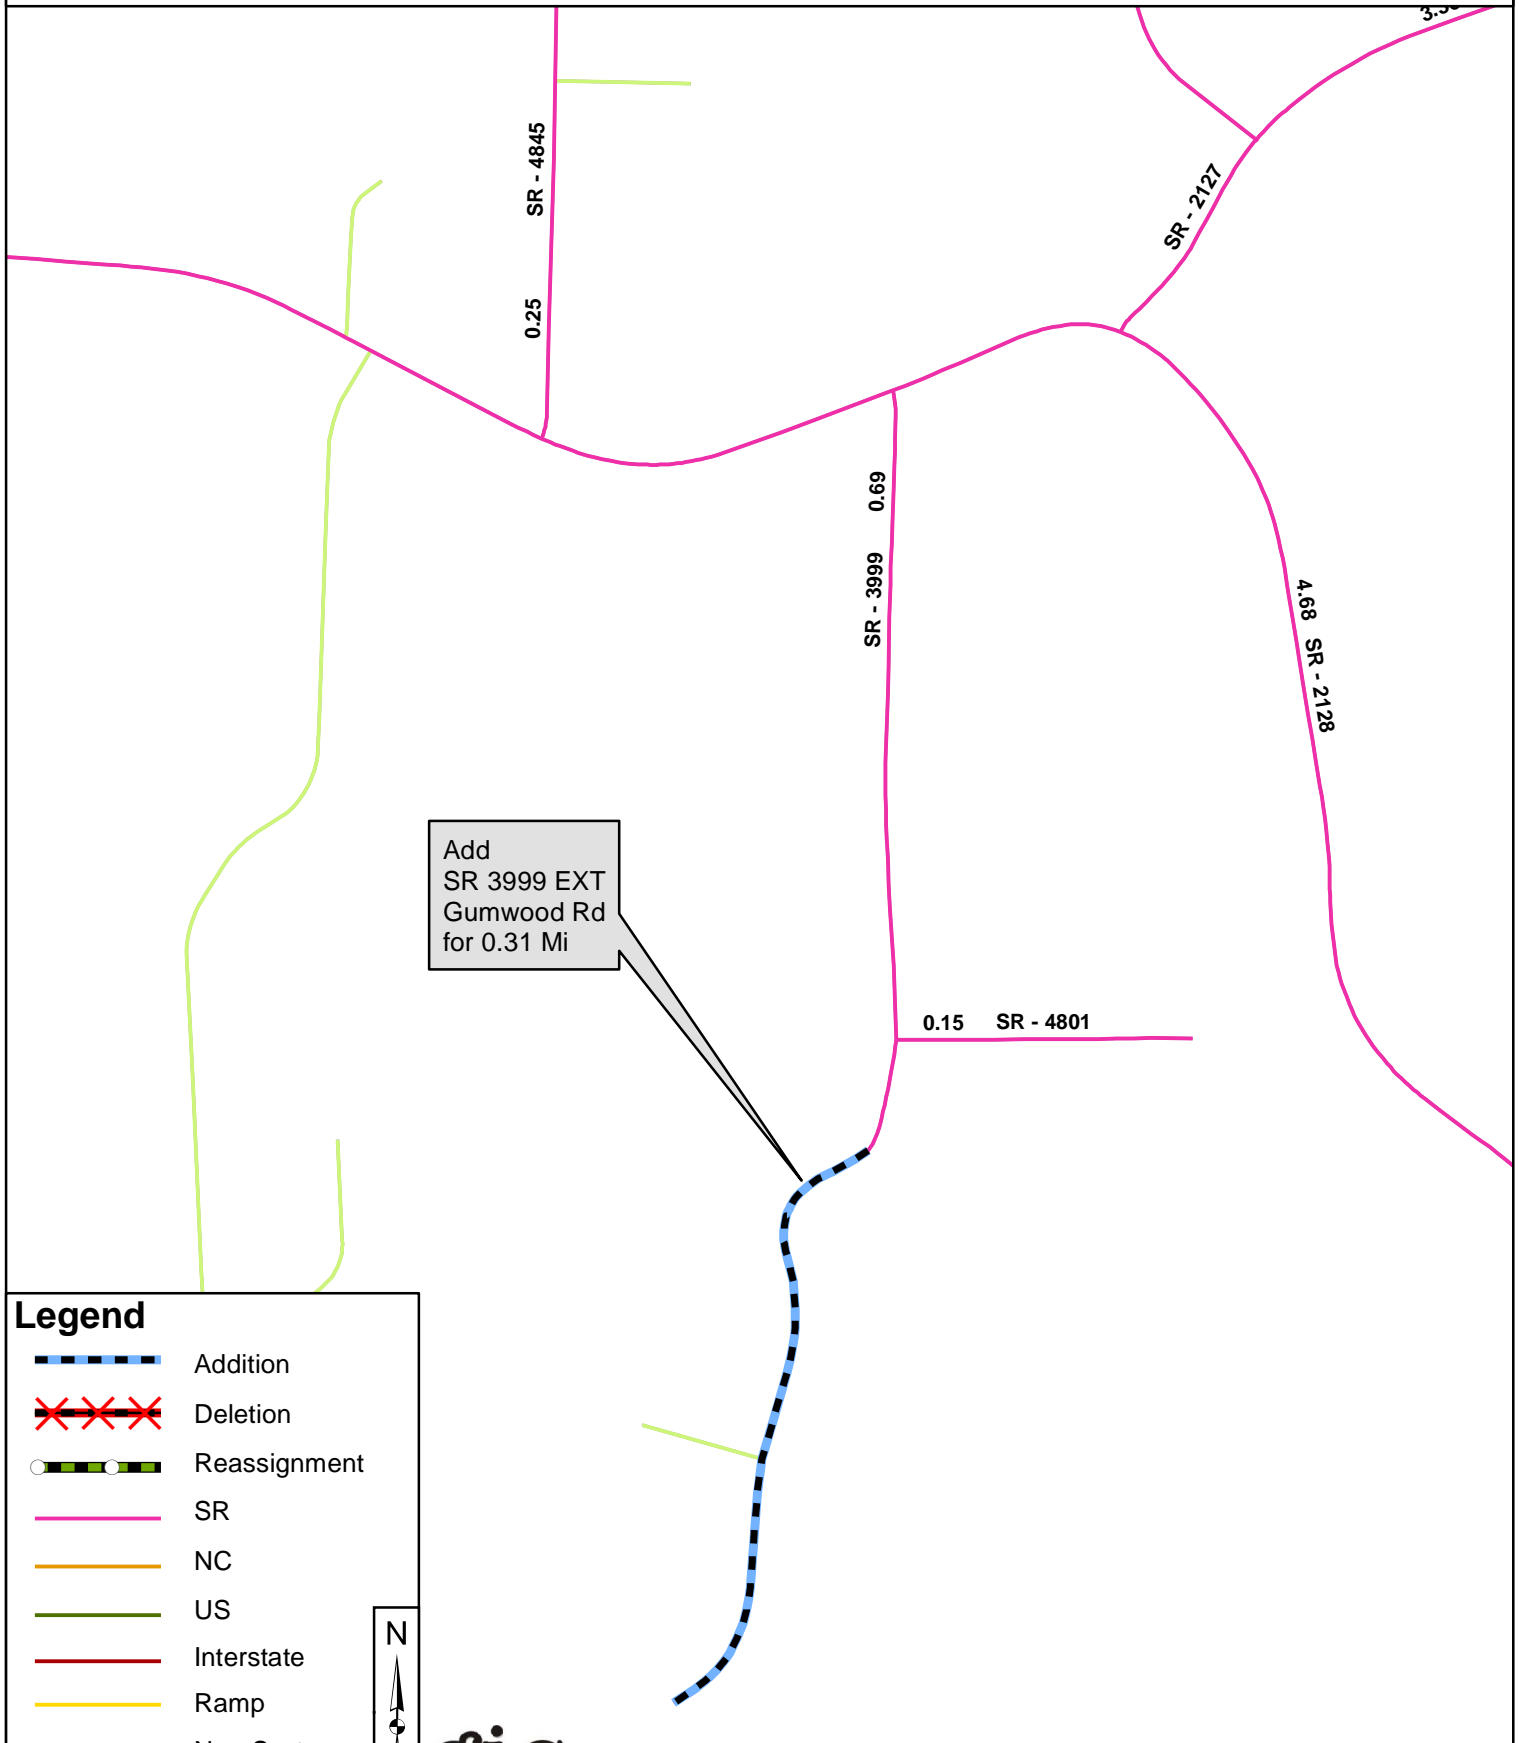 SR - 4845
0.25
SR - 2127
0.69
SR - 3999
4.68 SR - 2128
Add
SR 3999 EXT
Gumwood Rd
for 0.31 Mi
0.15 SR - 4801
Legend
Addition
Deletion
Reassignment
SR
NC
US
Interstate
Ramp
N